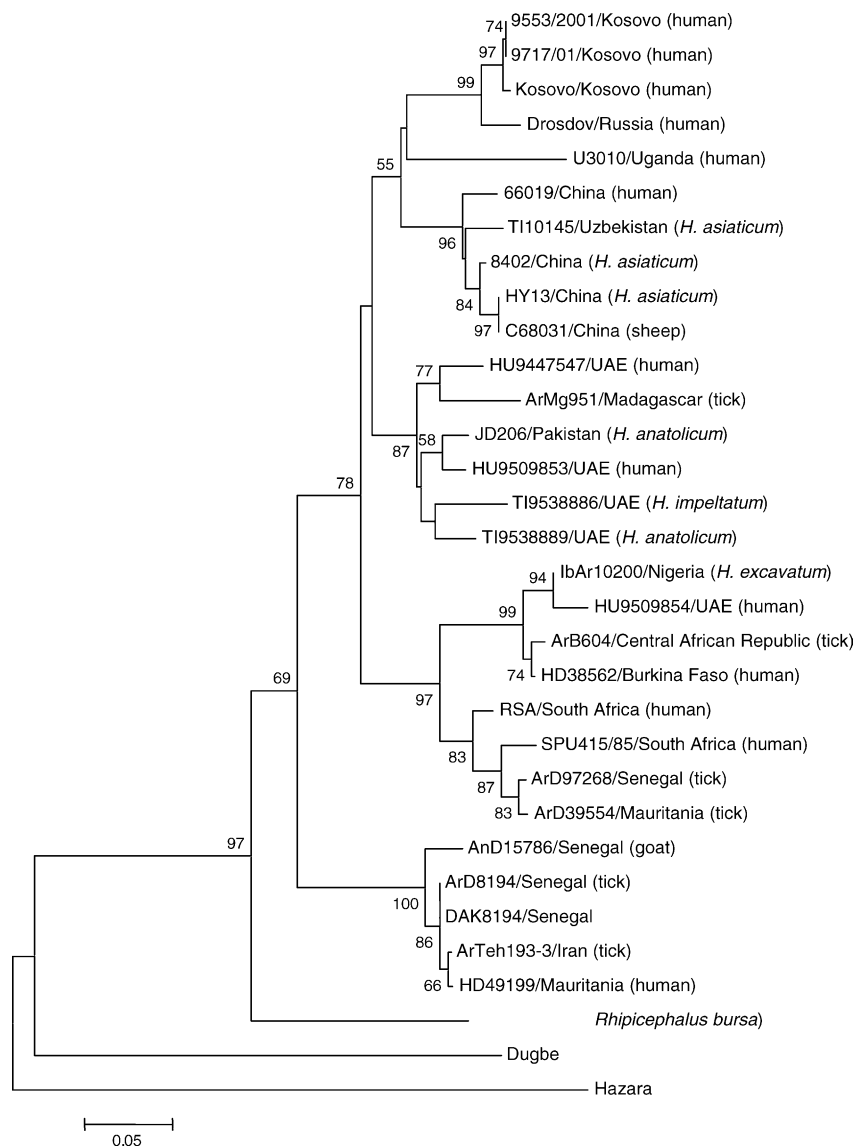 74
9553/2001/Kosovo (human)
97
9717/01/Kosovo (human)
Kosovo/Kosovo (human)
99
Drosdov/Russia (human)
U3010/Uganda (human)
55
66019/China (human)
TI10145/Uzbekistan (H. asiaticum)
96
8402/China (H. asiaticum)
84
HY13/China (H. asiaticum)
97
C68031/China (sheep)
77
HU9447547/UAE (human)
ArMg951/Madagascar (tick)
87
58
JD206/Pakistan (H. anatolicum)
HU9509853/UAE (human)
78
TI9538886/UAE (H. impeltatum)
TI9538889/UAE (H. anatolicum)
94
IbAr10200/Nigeria (H. excavatum)
99
HU9509854/UAE (human)
ArB604/Central African Republic (tick)
74
HD38562/Burkina Faso (human)
69
97
RSA/South Africa (human)
83
SPU415/85/South Africa (human)
87
ArD97268/Senegal (tick)
83
ArD39554/Mauritania (tick)
97
AnD15786/Senegal (goat)
100
ArD8194/Senegal (tick)
DAK8194/Senegal
86
ArTeh193-3/Iran (tick)
66
HD49199/Mauritania (human)
Rhipicephalus bursa)
Dugbe
Hazara
0.05